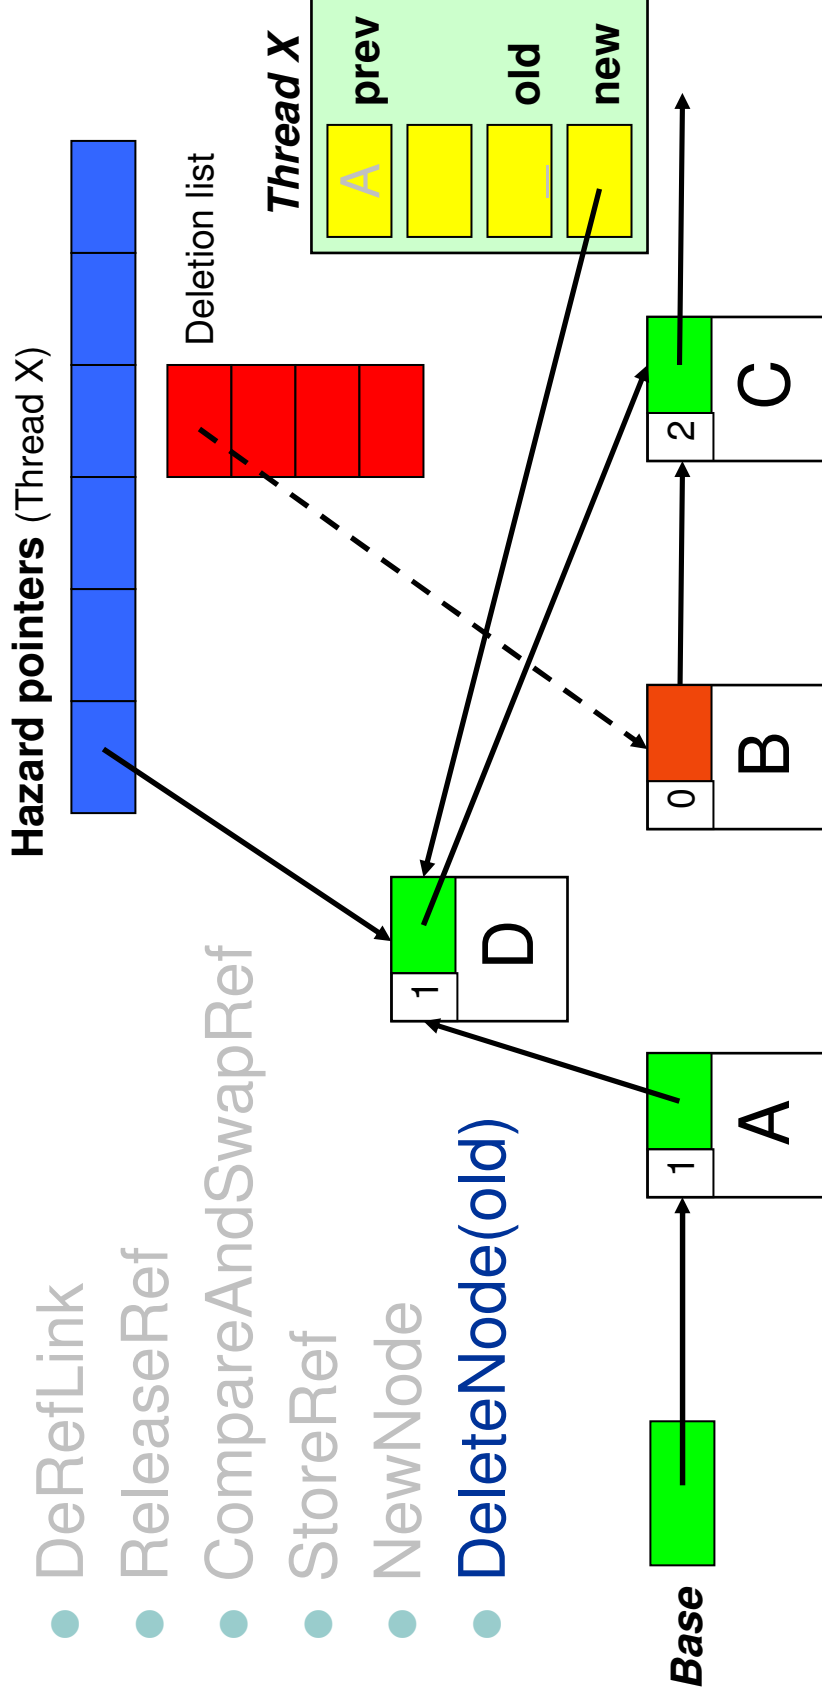 Hazard pointers (Thread X)
DeRefLink
ReleaseRef
CompareAndSwapRef
StoreRef
NewNode
DeleteNode(old)
Deletion list
Thread X
A prev
_ old
new
1
D
Base
1
A
0
B
2
C